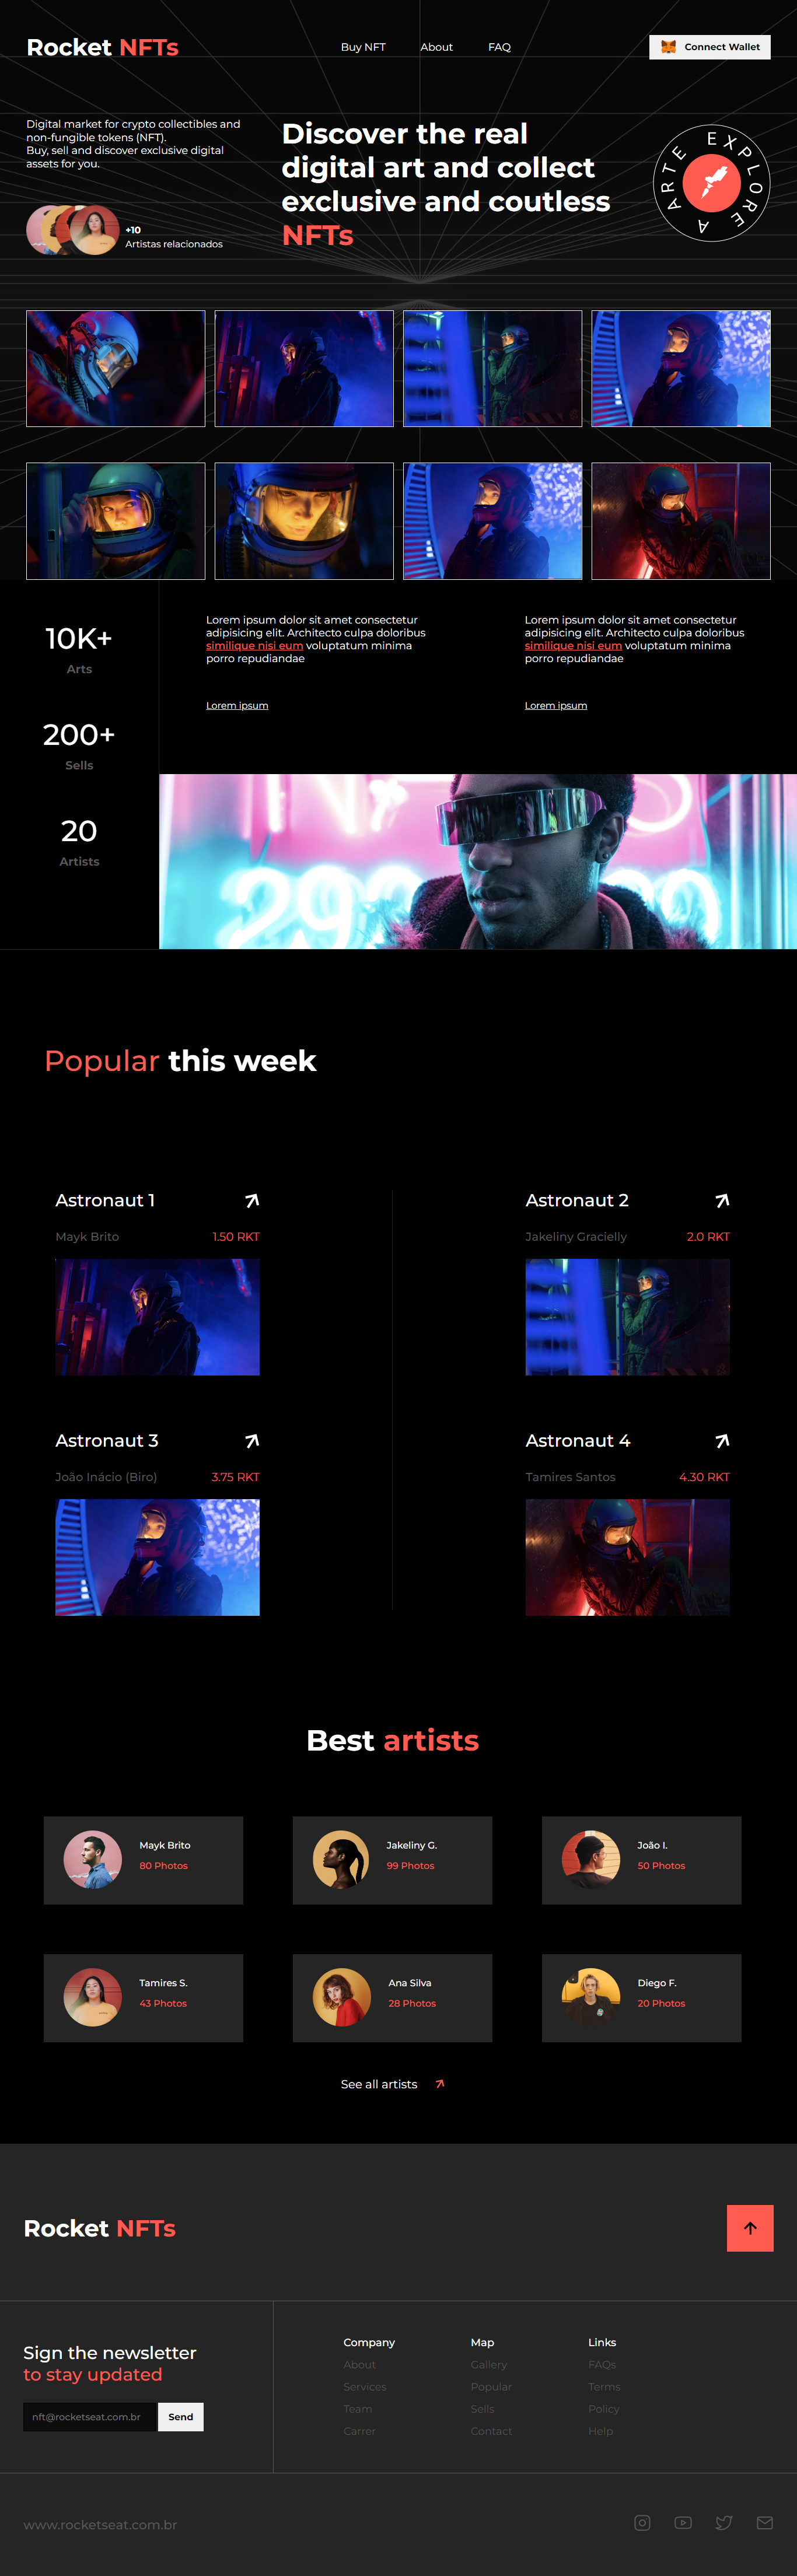 Rocket NFTs
Buy NFT
About
FAQ
Connect Wallet
Digital market for crypto collectibles and
non-fungible tokens (NFT).
Buy, sell and discover exclusive digital
assets for you.
+10
Artistas relacionados
Discover the real
digital art and collect
exclusive and coutless
NFTs
EXPLORE A ARTE
10K+
Arts
200+
Sells
20
Artists
Lorem ipsum dolor sit amet consectetur
adipisicing elit. Architecto culpa doloribus
similique nisi eum voluptatum minima
porro repudiandae
Lorem ipsum
Lorem ipsum dolor sit amet consectetur
adipisicing elit. Architecto culpa doloribus
similique nisi eum voluptatum minima
porro repudiandae
Lorem ipsum
Popular this week
Astronaut 1
Mayk Brito
1.50 RKT
Astronaut 2
Jakeliny Gracielly
2.0 RKT
Astronaut 3
João Inácio (Biro)
3.75 RKT
Astronaut 4
Tamires Santos
4.30 RKT
Best artists
Mayk Brito
80 Photos
Jakeliny G.
99 Photos
João I.
50 Photos
Tamires S.
43 Photos
Ana Silva
28 Photos
Diego F.
20 Photos
See all artists
Rocket NFTs
Sign the newsletter
to stay updated
nft@rocketseat.com.br
Send
Company
About
Services
Team
Carrer
Map
Gallery
Popular
Sells
Contact
Links
FAQs
Terms
Policy
Help
www.rocketseat.com.br